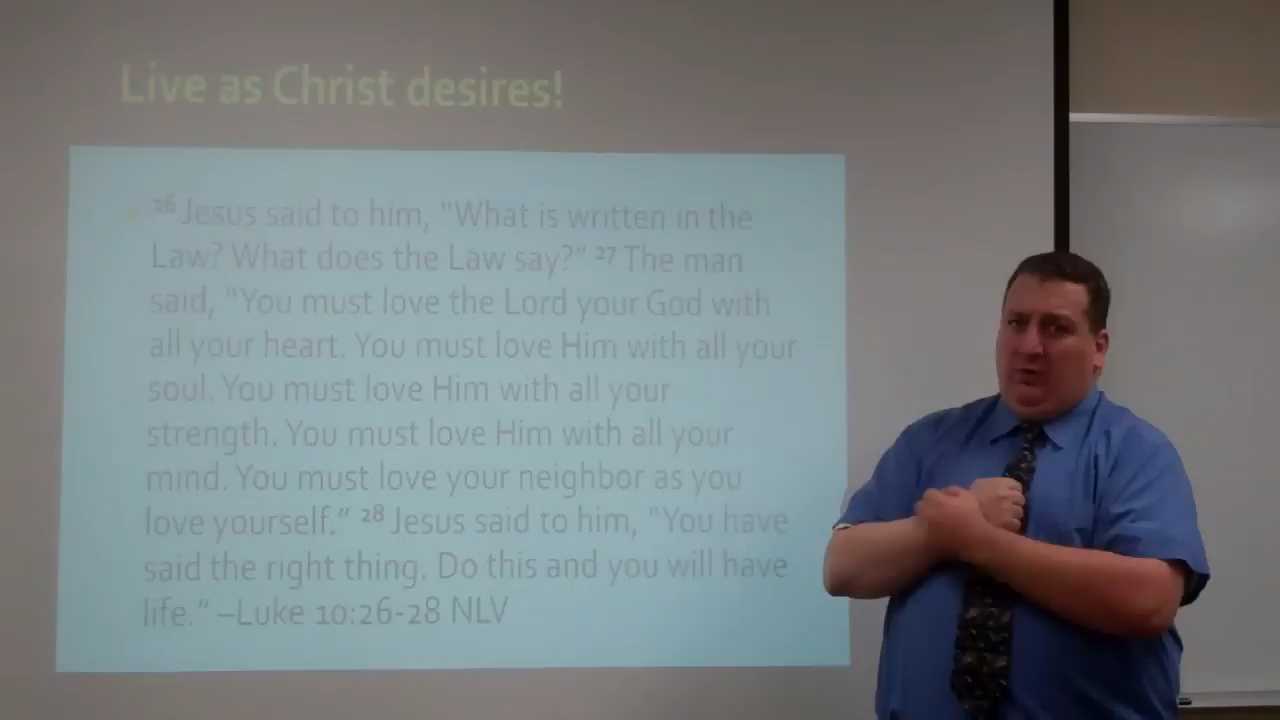 Live as Christ desires!
26 Jesus said to him, “What is written in the
Law? What does the Law say?” 27 The man
said, “You must love the Lord your God with
all your heart. You must love Him with all your
soul. You must love Him with all your
strength. You must love Him with all your
mind. You must love your neighbor as you
love yourself.” 28 Jesus said to him, “You have
said the right thing. Do this and you will have
life.” –Luke 10:26-28 NLV